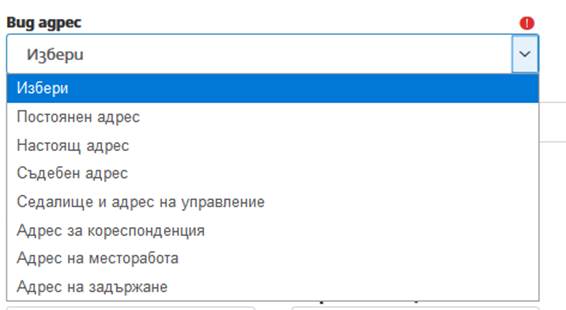 Вид адрес
Избери
Избери
Постоянен адрес
Настоящ адрес
Съдебен адрес
Седалище и адрес на управление
Адрес за кореспонденция
Адрес на месторабота
Адрес на задържане